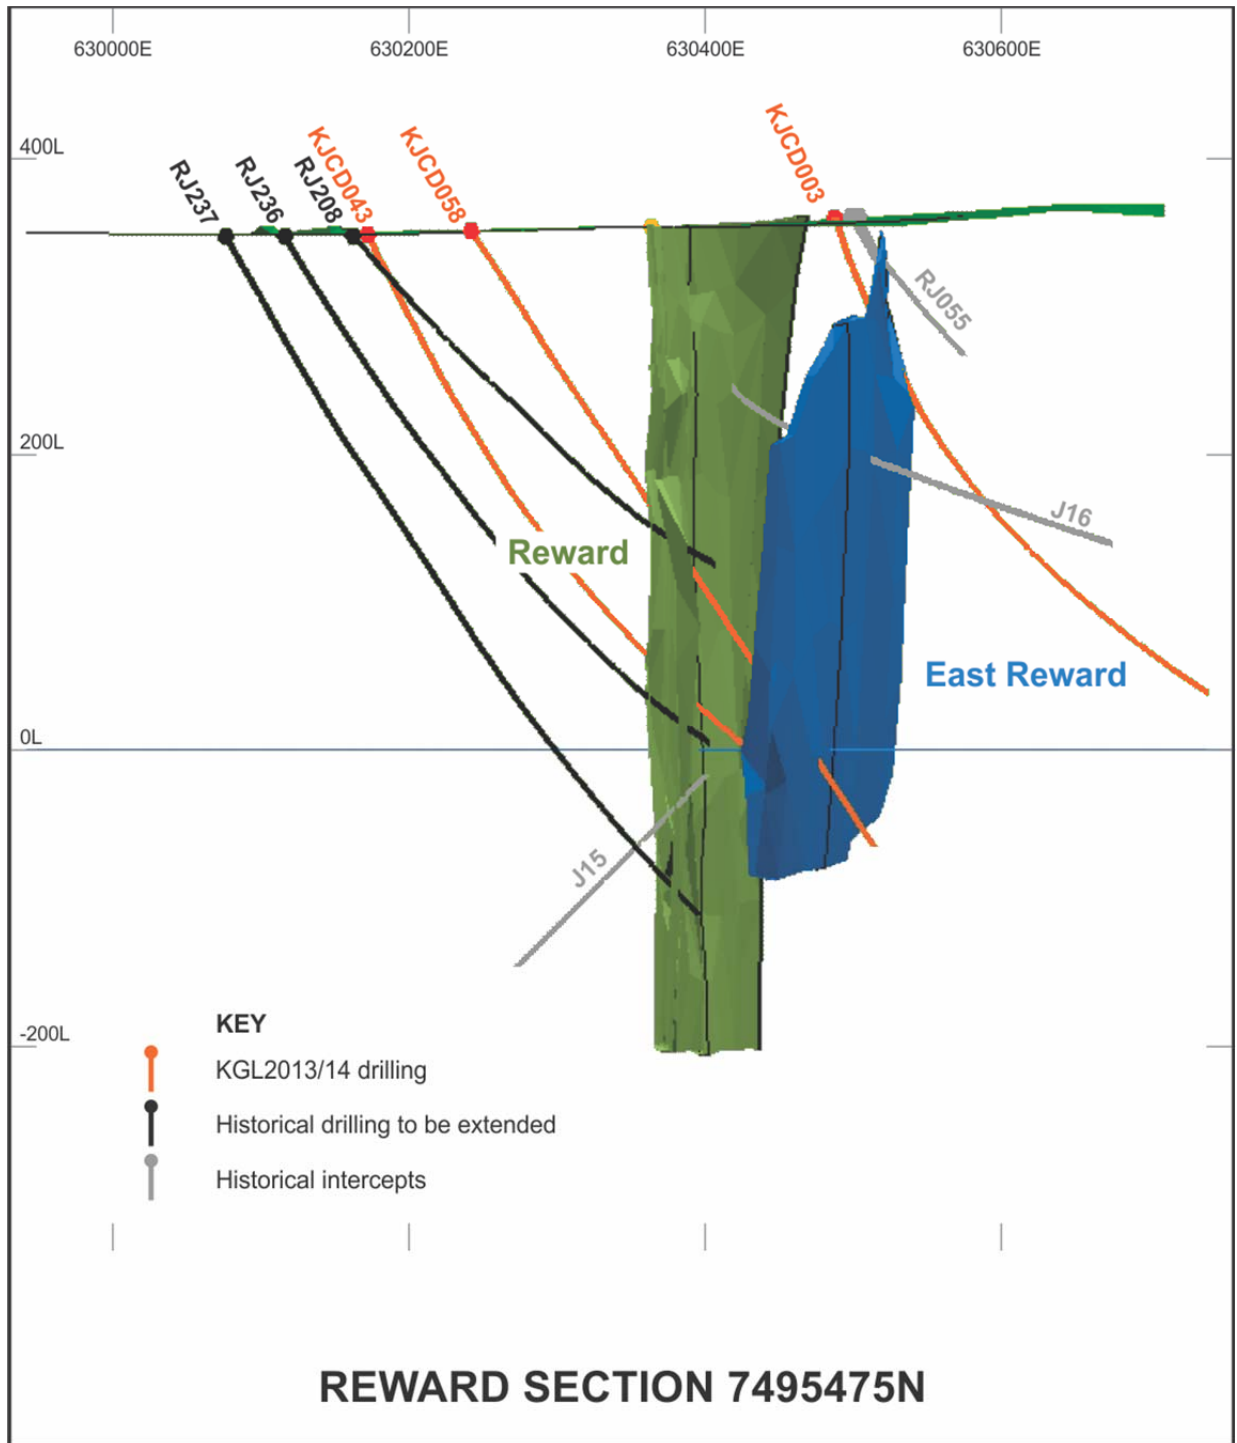 630000E
630200E
630400E
630600E
400L
RJ237
RJ236
RJ208
KJCD043
KJCD058
KJCD003
RJ055
200L
J16
Reward
East Reward
0L
J15
-200L
KEY
KGL2013/14 drilling
Historical drilling to be extended
Historical intercepts
REWARD SECTION 7495475N